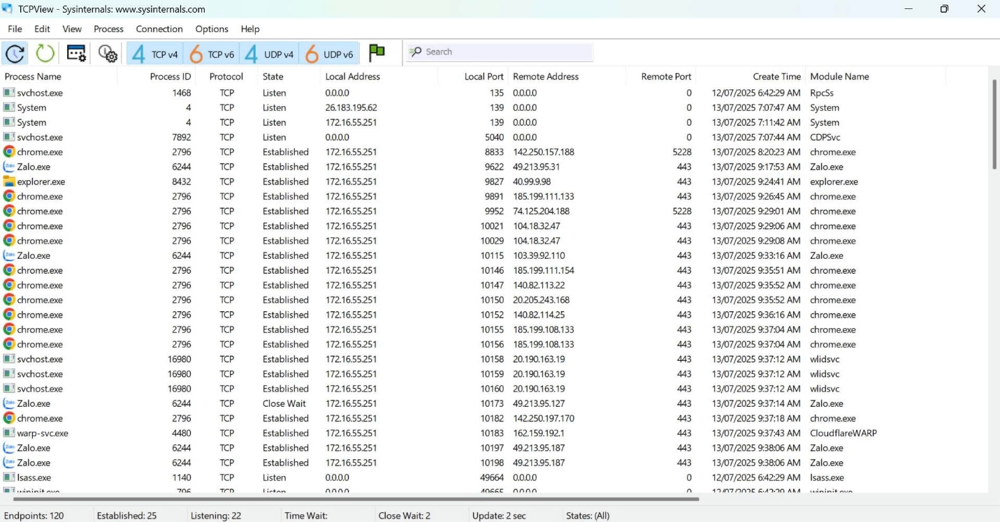 TCPView - Sysinternals: www.sysinternals.com
File Edit View Process Connection Options Help
4 TCP v4 6 TCP v6 4 UDP v4 6 UDP v6 Search
Process Name Process ID Protocol State Local Address Local Port Remote Address Remote Port Create Time Module Name
svchost.exe 1468 TCP Listen 0.0.0.0 135 0.0.0.0 0 12/07/2025 6:42:29 AM RpcSs
System 4 TCP Listen 26.183.195.62 139 0.0.0.0 0 13/07/2025 7:07:47 AM System
System 4 TCP Listen 172.16.55.251 139 0.0.0.0 0 13/07/2025 7:11:42 AM System
svchost.exe 7892 TCP Listen 0.0.0.0 5040 0.0.0.0 0 13/07/2025 7:07:44 AM CDPSvc
chrome.exe 2796 TCP Established 172.16.55.251 8833 142.250.157.188 5228 13/07/2025 8:20:23 AM chrome.exe
Zalo.exe 6244 TCP Established 172.16.55.251 9622 49.213.95.31 443 13/07/2025 9:17:53 AM Zalo.exe
explorer.exe 8432 TCP Established 172.16.55.251 9827 40.99.9.98 443 13/07/2025 9:24:41 AM explorer.exe
chrome.exe 2796 TCP Established 172.16.55.251 9891 185.199.111.133 443 13/07/2025 9:26:45 AM chrome.exe
chrome.exe 2796 TCP Established 172.16.55.251 9952 74.125.204.188 5228 13/07/2025 9:29:01 AM chrome.exe
chrome.exe 2796 TCP Established 172.16.55.251 10021 104.18.32.47 443 13/07/2025 9:29:06 AM chrome.exe
chrome.exe 2796 TCP Established 172.16.55.251 10029 104.18.32.47 443 13/07/2025 9:29:08 AM chrome.exe
Zalo.exe 6244 TCP Established 172.16.55.251 10115 103.39.92.110 443 13/07/2025 9:33:16 AM Zalo.exe
chrome.exe 2796 TCP Established 172.16.55.251 10146 185.199.111.154 443 13/07/2025 9:35:51 AM chrome.exe
chrome.exe 2796 TCP Established 172.16.55.251 10147 140.82.113.22 443 13/07/2025 9:35:52 AM chrome.exe
chrome.exe 2796 TCP Established 172.16.55.251 10150 20.205.243.168 443 13/07/2025 9:35:52 AM chrome.exe
chrome.exe 2796 TCP Established 172.16.55.251 10152 140.82.114.25 443 13/07/2025 9:36:16 AM chrome.exe
chrome.exe 2796 TCP Established 172.16.55.251 10155 185.199.108.133 443 13/07/2025 9:37:04 AM chrome.exe
chrome.exe 2796 TCP Established 172.16.55.251 10156 185.199.108.133 443 13/07/2025 9:37:04 AM chrome.exe
svchost.exe 16980 TCP Established 172.16.55.251 10158 20.190.163.19 443 13/07/2025 9:37:12 AM wlidsvc
svchost.exe 16980 TCP Established 172.16.55.251 10159 20.190.163.19 443 13/07/2025 9:37:12 AM wlidsvc
svchost.exe 16980 TCP Established 172.16.55.251 10160 20.190.163.19 443 13/07/2025 9:37:12 AM wlidsvc
Zalo.exe 6244 TCP Close Wait 172.16.55.251 10173 49.213.95.127 443 13/07/2025 9:37:14 AM Zalo.exe
chrome.exe 2796 TCP Established 172.16.55.251 10182 142.250.197.170 443 13/07/2025 9:37:18 AM chrome.exe
warp-svc.exe 4480 TCP Established 172.16.55.251 10183 162.159.192.1 443 13/07/2025 9:37:43 AM CloudflareWARP
Zalo.exe 6244 TCP Established 172.16.55.251 10197 49.213.95.187 443 13/07/2025 9:38:06 AM Zalo.exe
Zalo.exe 6244 TCP Established 172.16.55.251 10198 49.213.95.187 443 13/07/2025 9:38:06 AM Zalo.exe
lsass.exe 1140 TCP Listen 0.0.0.0 49664 0.0.0.0 0 12/07/2025 6:42:29 AM lsass.exe
Endpoints: 120 Established: 25 Listening: 22 Time Wait: Close Wait: 2 Update: 2 sec States: (All)